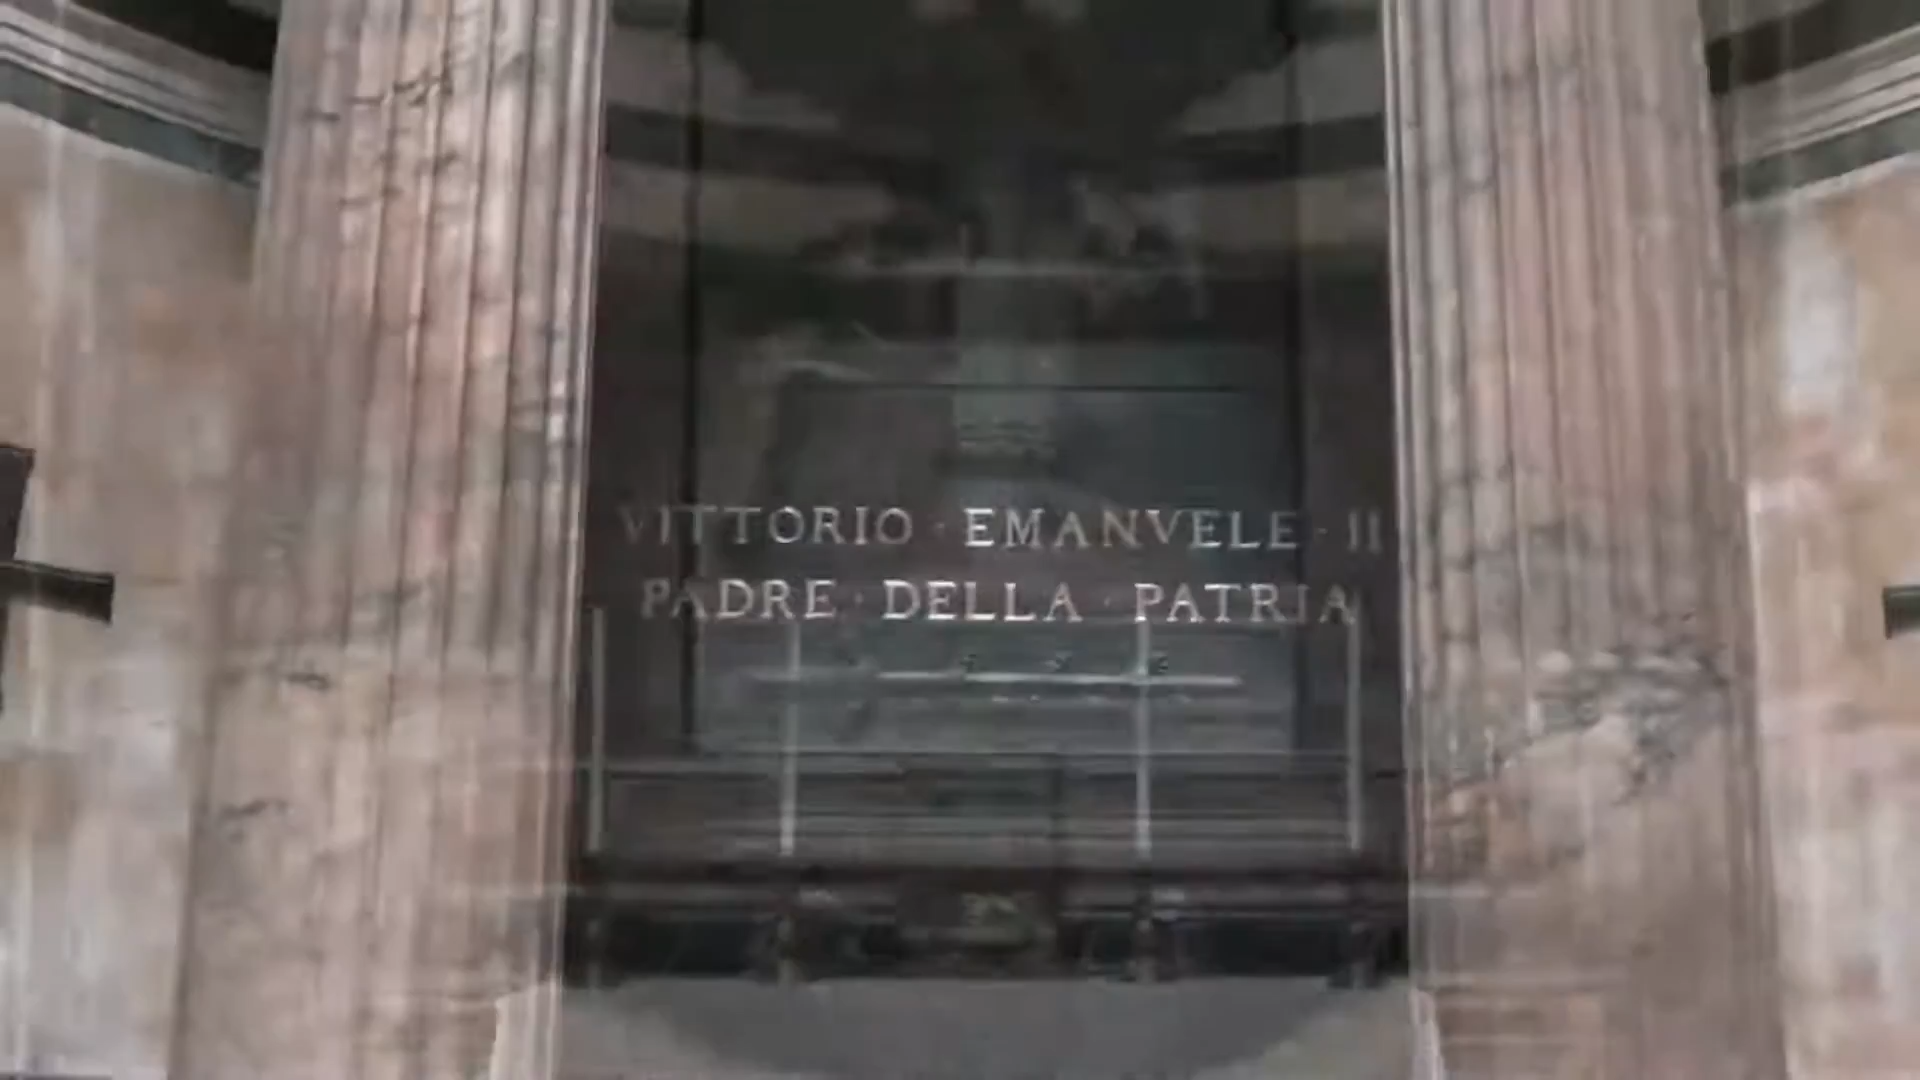 VITTORIO · EMANVELE · II
PADRE · DELLA · PATRIA